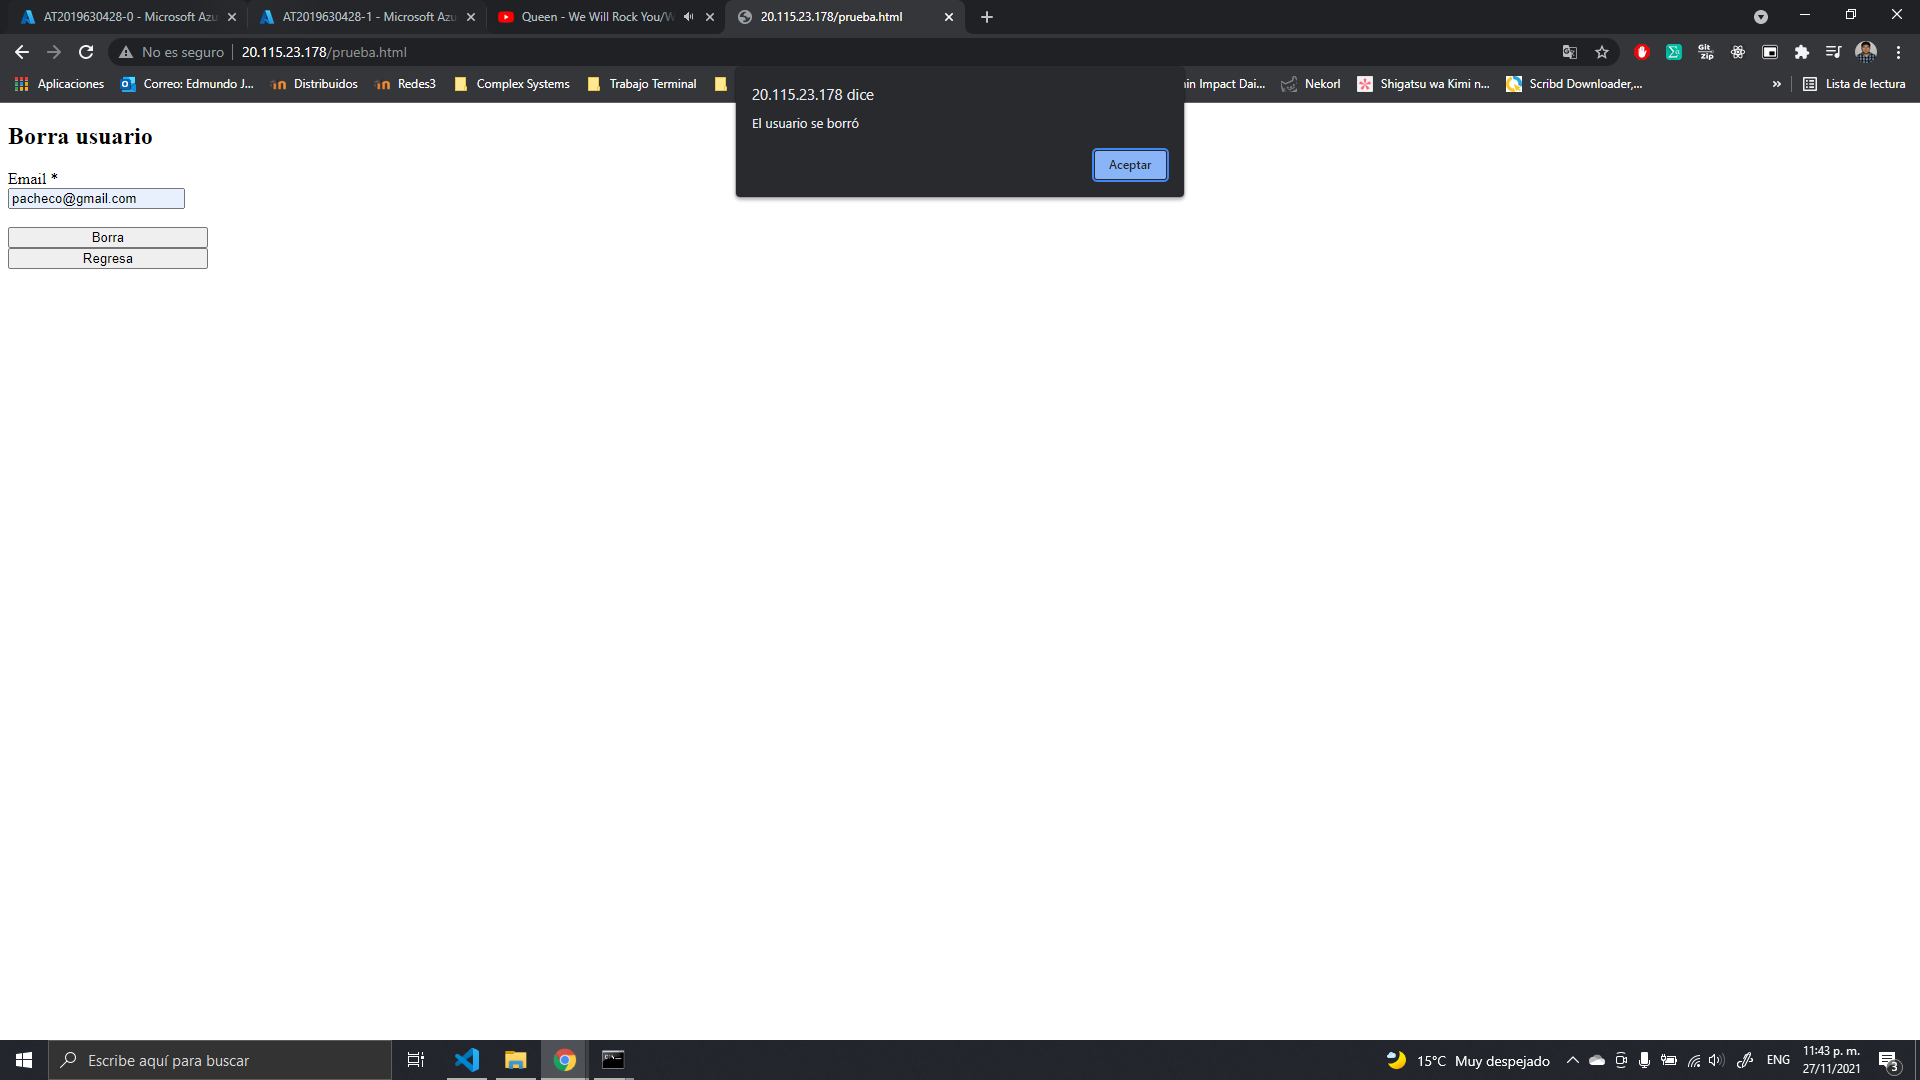 AT2019630428-0 - Microsoft Azu
AT2019630428-1 - Microsoft Azu
Queen - We Will Rock You/W
20.115.23.178/prueba.html
No es seguro
20.115.23.178/prueba.html
Aplicaciones
Correo: Edmundo J...
Distribuidos
Redes3
Complex Systems
Trabajo Terminal
Impact Dai...
Nekorl
Shigatsu wa Kimi n...
Scribd Downloader,...
»
Lista de lectura
20.115.23.178 dice
El usuario se borró
Aceptar
Borra usuario
Email *
pacheco@gmail.com
Borra
Regresa
Escribe aquí para buscar
15°C Muy despejado
ENG
11:43 p. m.
27/11/2021
3
Git
zip